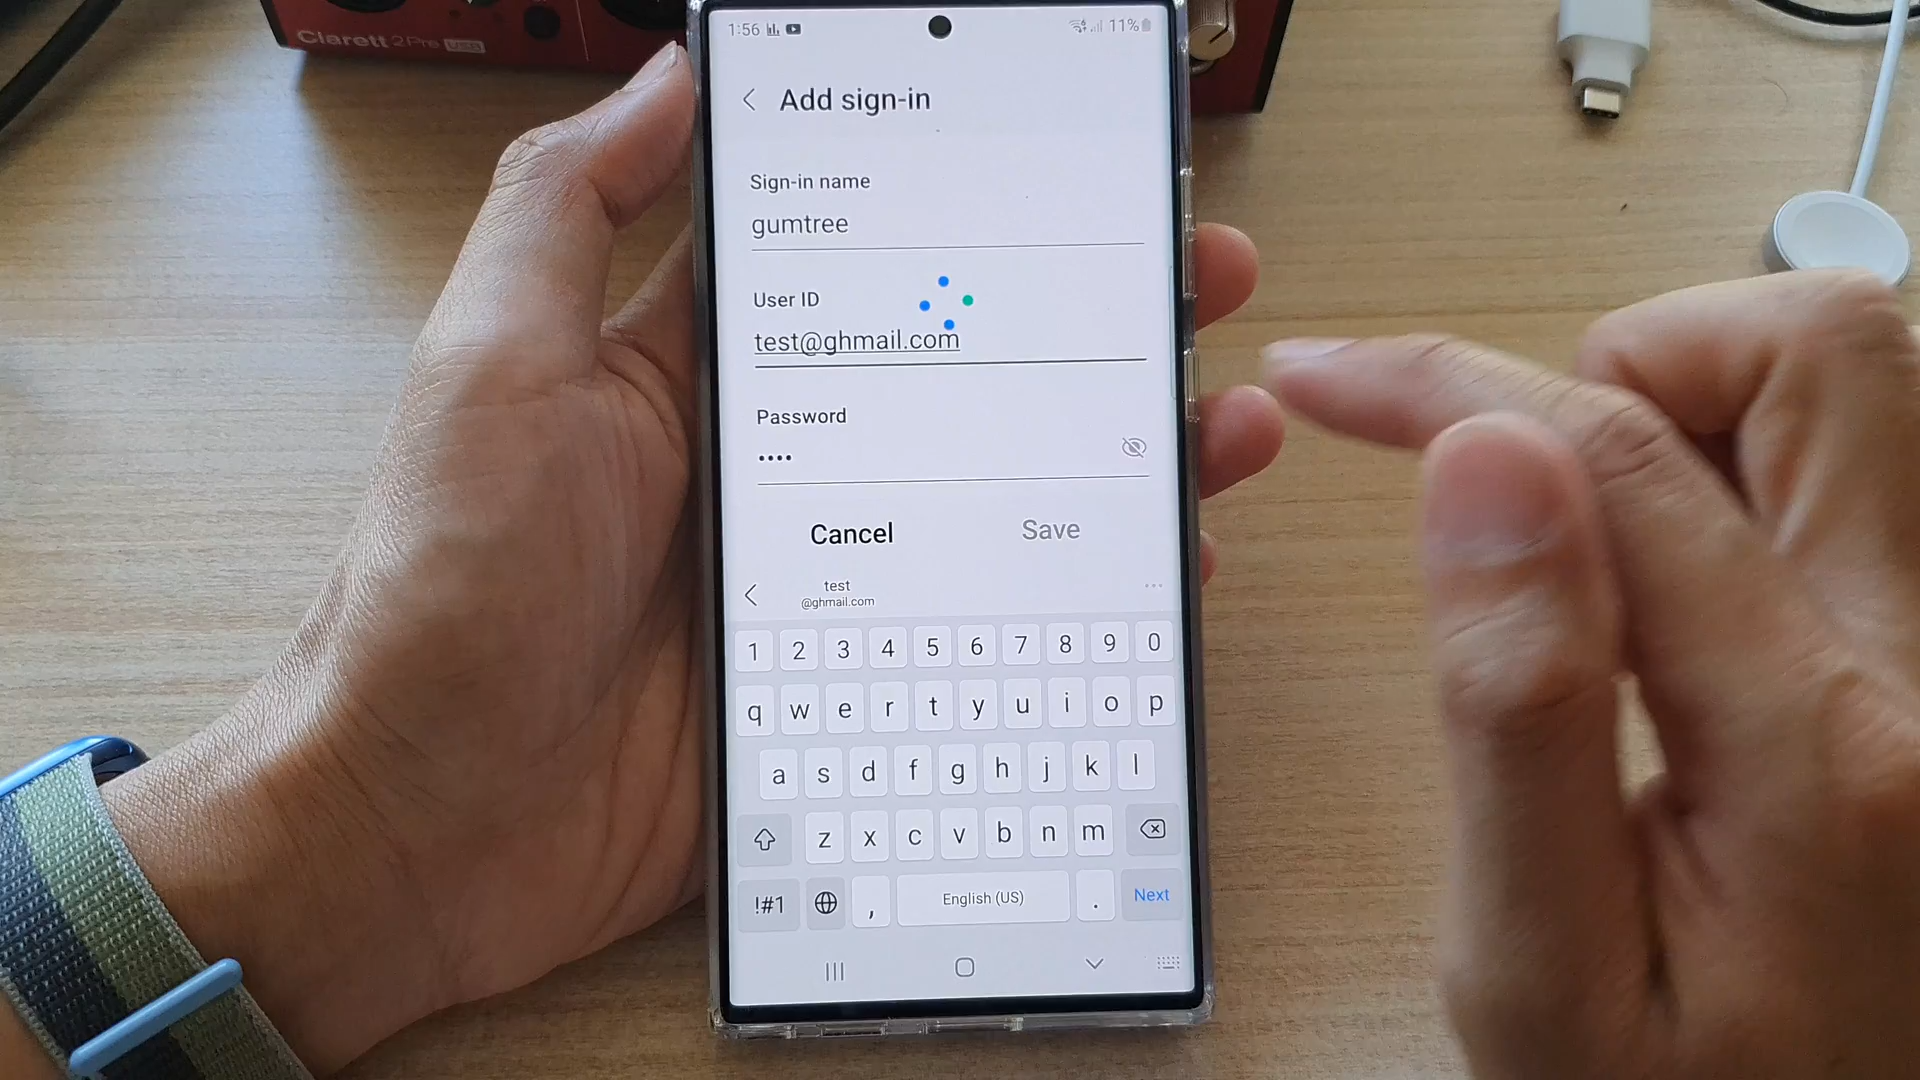 Clarett 2Pre USB
1:56 11%
Add sign-in
Sign-in name
gumtree
User ID
test@ghmail.com
Password
••••
Cancel Save
test
@ghmail.com
1 2 3 4 5 6 7 8 9 0
q w e r t y u i o p
a s d f g h j k l
z x c v b n m
!#1 , English (US) . Next